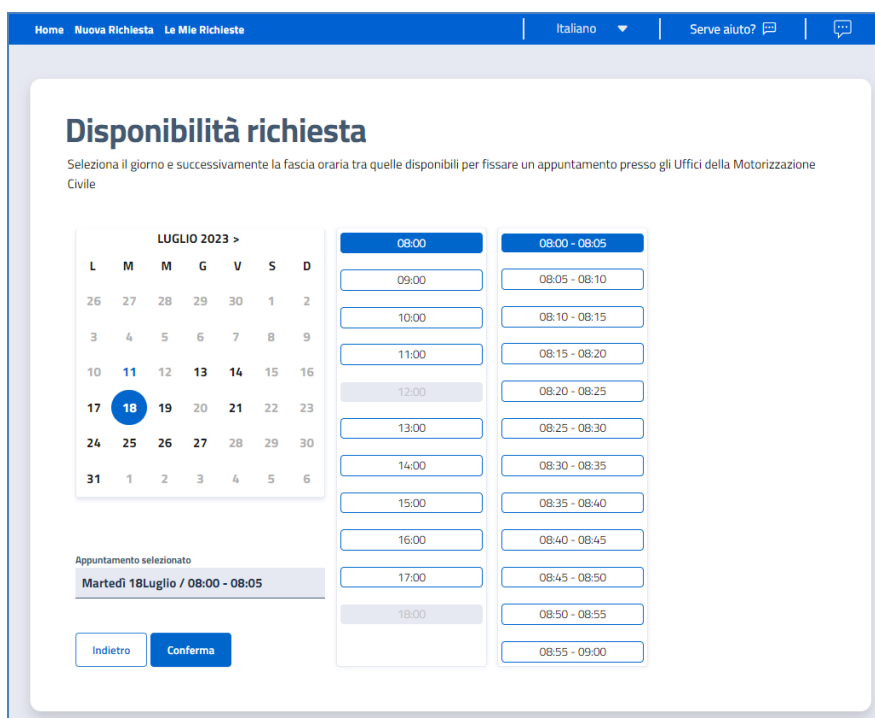 Home Nuova Richiesta Le Mie Richieste Italiano Serve aiuto?
Disponibilità richiesta
Seleziona il giorno e successivamente la fascia oraria tra quelle disponibili per fissare un appuntamento presso gli Uffici della Motorizzazione
Civile
LUGLIO 2023 >
L M M G V S D
26 27 28 29 30 1 2
3 4 5 6 7 8 9
10 11 12 13 14 15 16
17 18 19 20 21 22 23
24 25 26 27 28 29 30
31 1 2 3 4 5 6
08:00
09:00
10:00
11:00
12:00
13:00
14:00
15:00
16:00
17:00
18:00
08:00 - 08:05
08:05 - 08:10
08:10 - 08:15
08:15 - 08:20
08:20 - 08:25
08:25 - 08:30
08:30 - 08:35
08:35 - 08:40
08:40 - 08:45
08:45 - 08:50
08:50 - 08:55
08:55 - 09:00
Appuntamento selezionato
Martedì 18Luglio / 08:00 - 08:05
Indietro Conferma